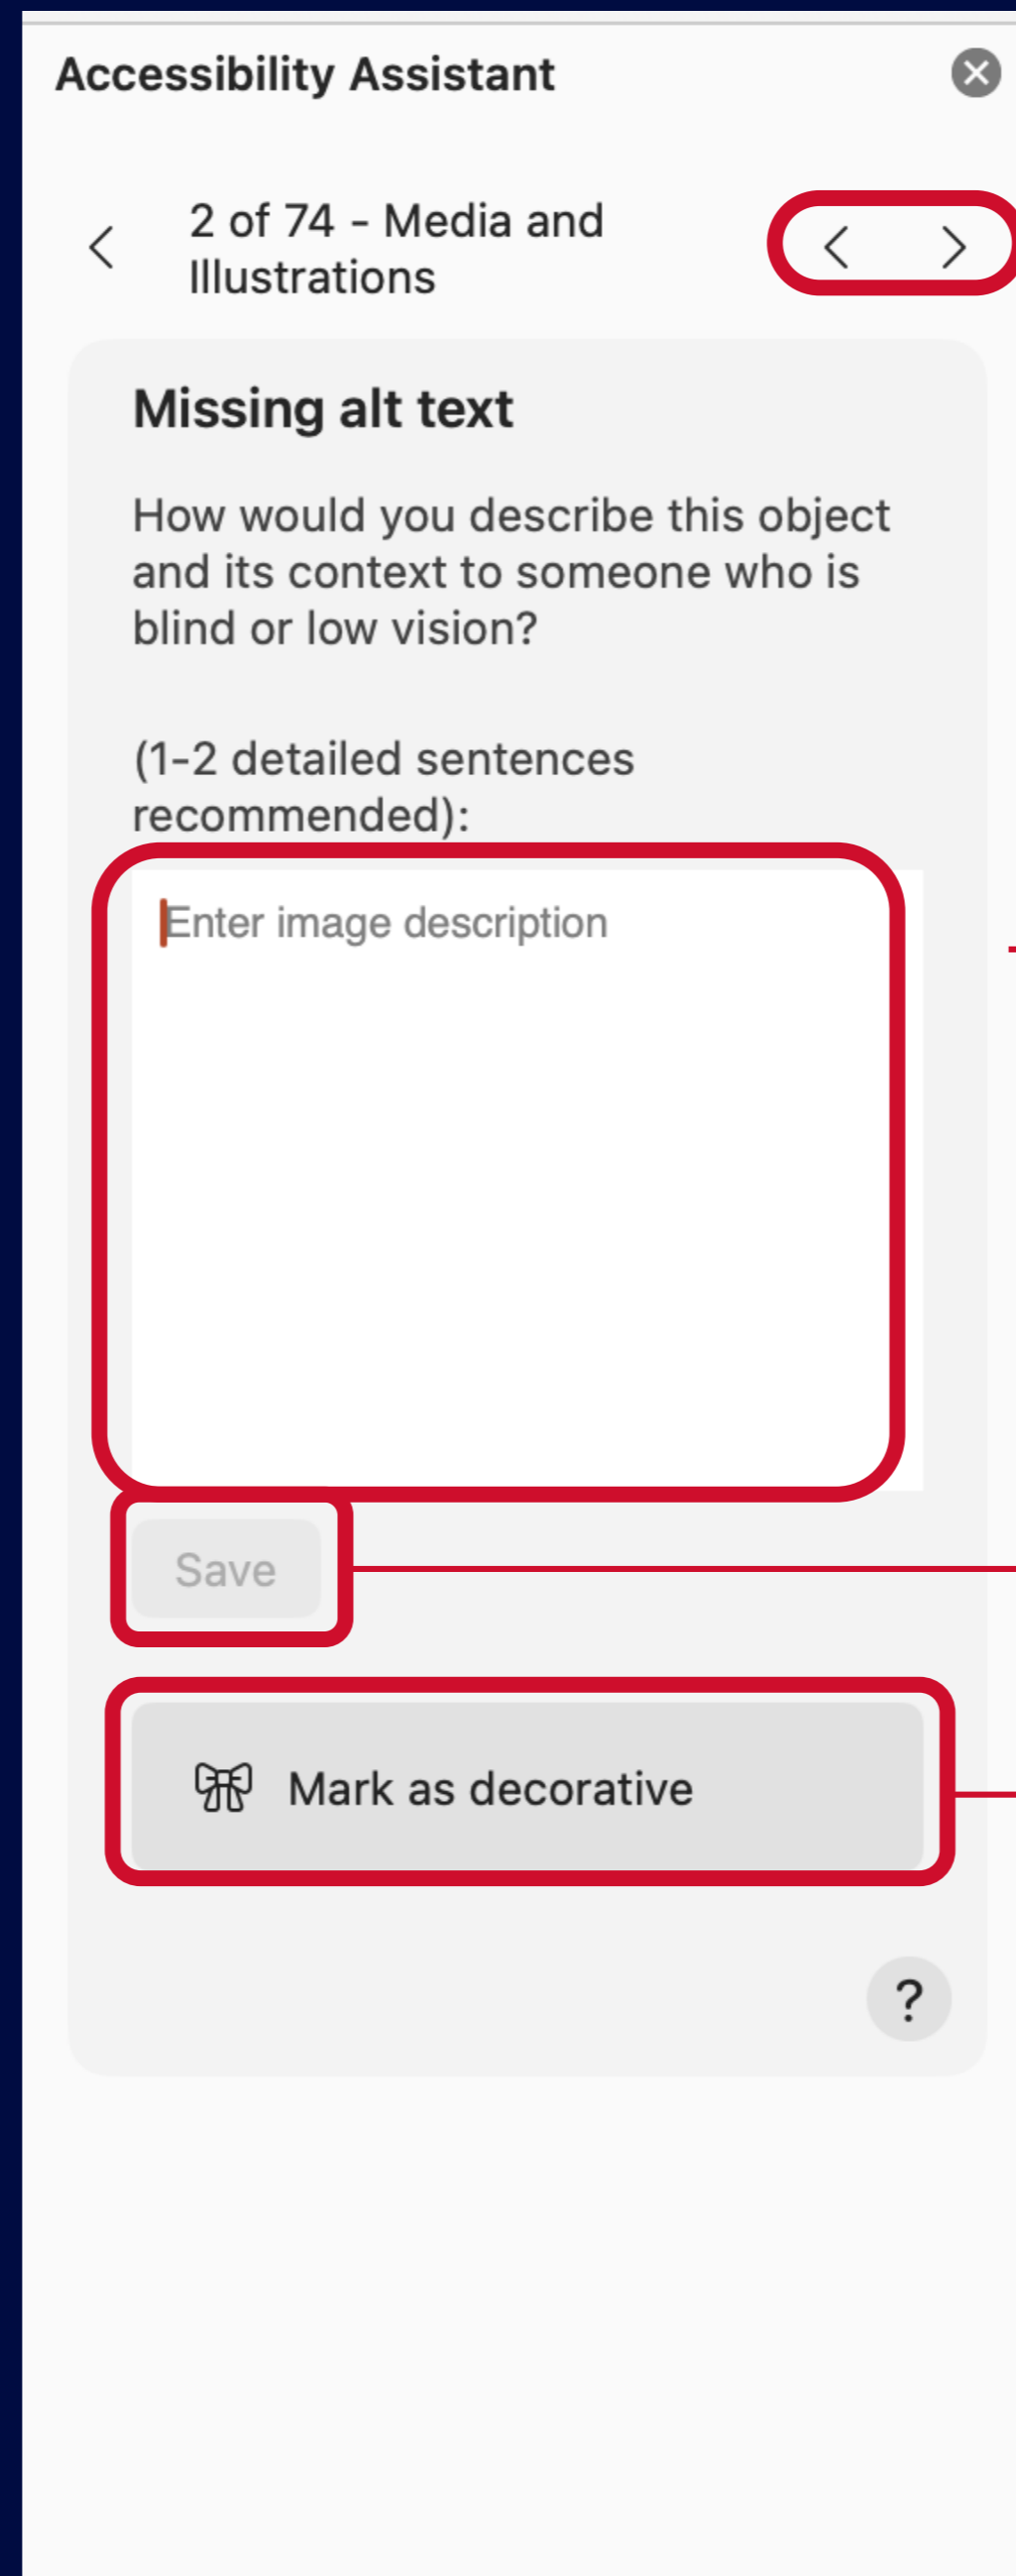 Accessibility Assistant
2 of 74 - Media and
Illustrations
Missing alt text
How would you describe this object
and its context to someone who is
blind or low vision?
(1-2 detailed sentences
recommended):
Enter image description
Save
Mark as decorative
?